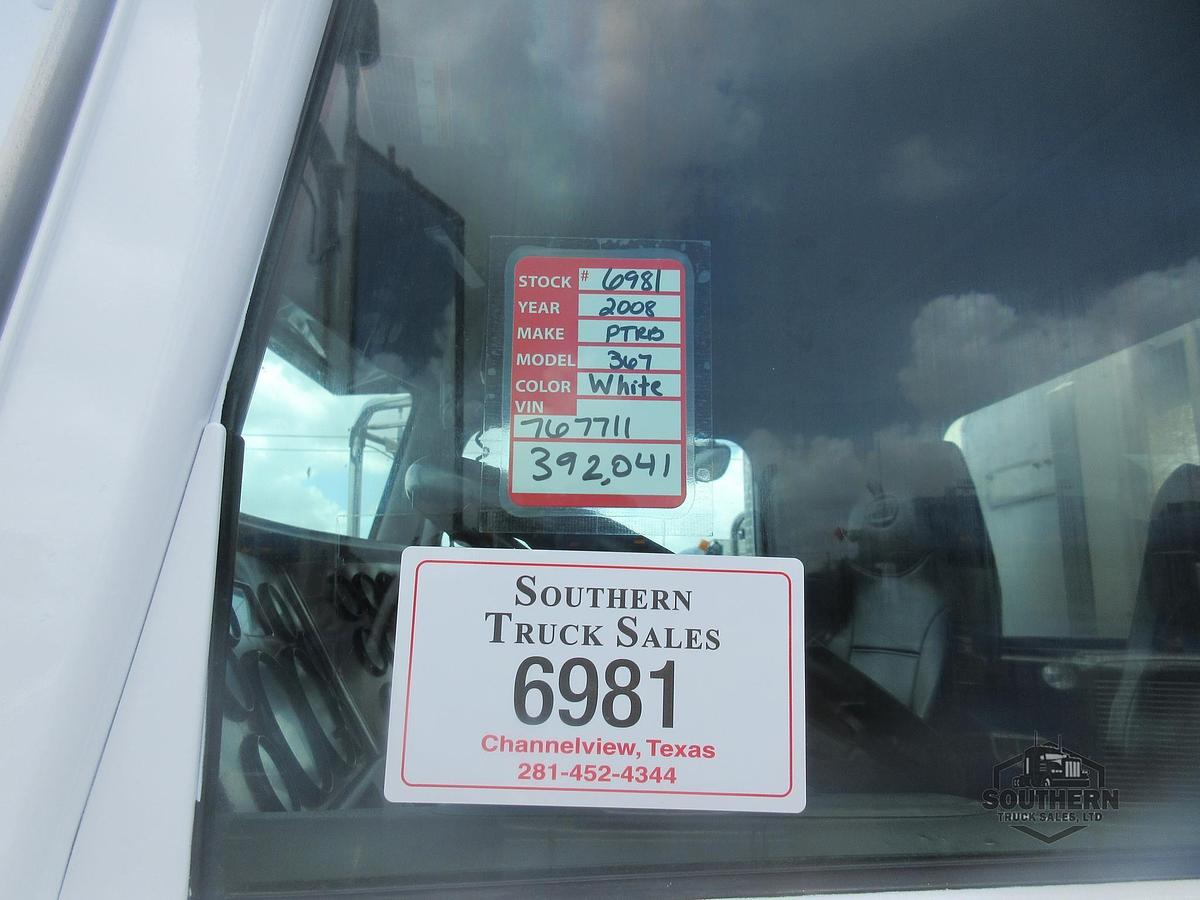 STOCK # 6981
YEAR 2008
MAKE PTRB
MODEL 367
COLOR White
VIN
767711
392,041
SOUTHERN
TRUCK SALES
6981
Channelview, Texas
281-452-4344
SOUTHERN
TRUCK SALES, LTD